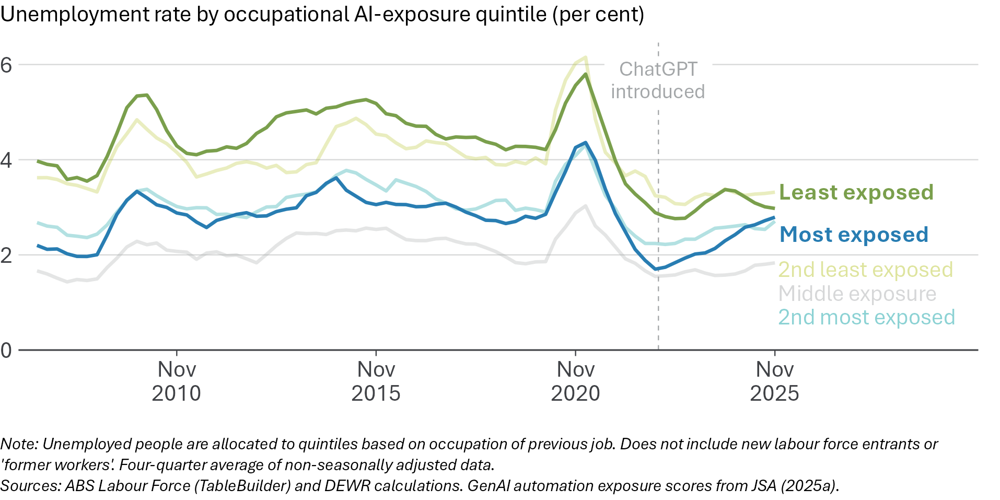 Unemployment rate by occupational AI-exposure quintile (per cent)
6
ChatGPT
introduced
4
Least exposed
Most exposed
2
2nd least exposed
Middle exposure
2nd most exposed
0
Nov Nov Nov Nov
2010 2015 2020 2025
Note: Unemployed people are allocated to quintiles based on occupation of previous job. Does not include new labour force entrants or
'former workers'. Four-quarter average of non-seasonally adjusted data.
Sources: ABS Labour Force (TableBuilder) and DEWR calculations. GenAI automation exposure scores from JSA (2025a).